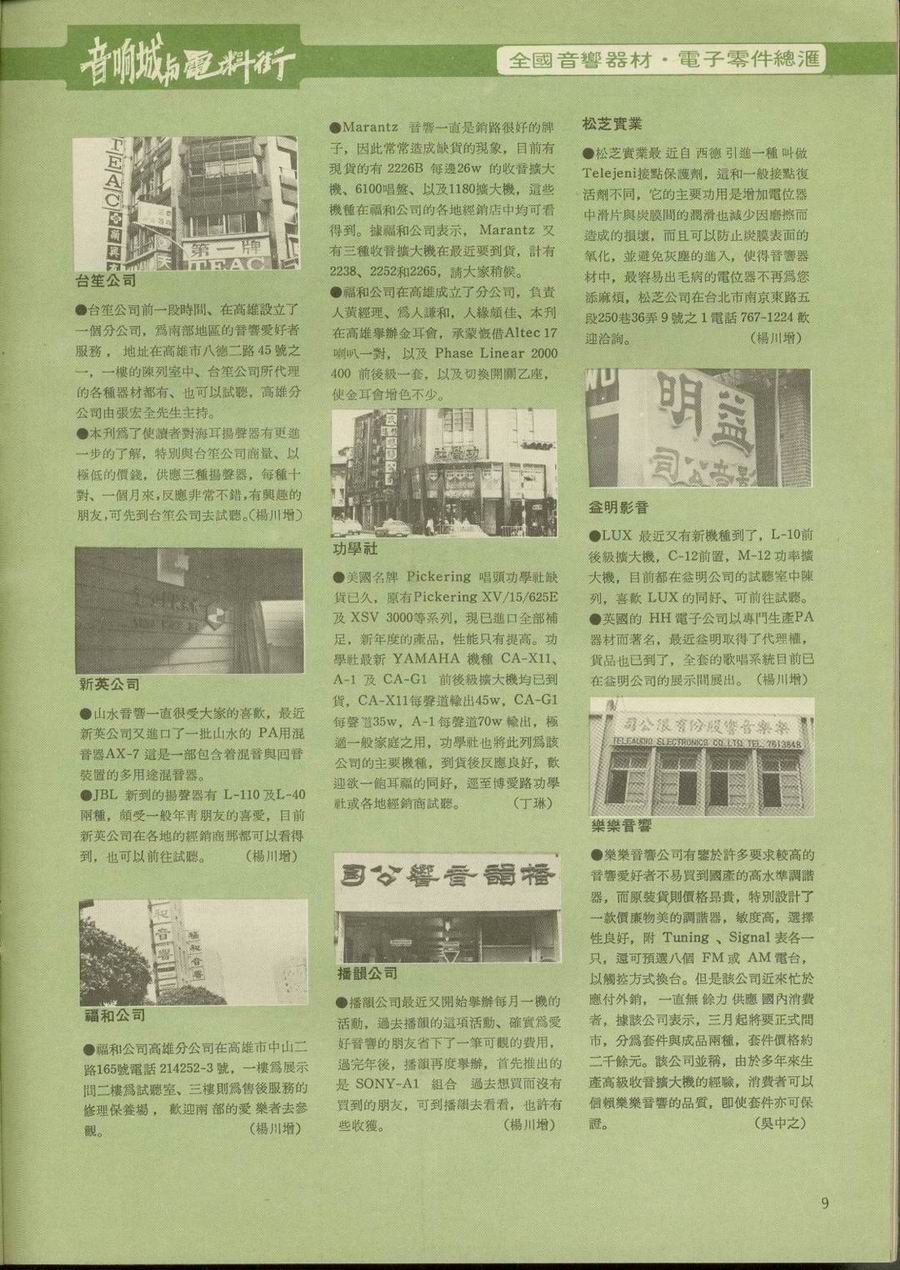 音响城与電料街
全國音響器材・電子零件總滙
TEAC
第一牌
TEAC
台笙公司
●台笙公司前一段時間、在高雄設立了
一個分公司，爲南部地區的音響愛好者
服務， 地址在高雄市八德二路45號之
一，一樓的陳列室中、台笙公司所代理
的各種器材都有、也可以試聽，高雄分
公司由張宏全先生主持。
●本刊爲了使讀者對海耳揚聲器有更進
一步的了解，特別與台笙公司商量、以
極低的價錢，供應三種揚聲器，每種十
對、一個月來，反應非常不錯，有興趣的
朋友，可先到台笙公司去試聽。（楊川增）
新英公司
●山水音響一直很受大家的喜歡，最近
新英公司又進口了一批山水的 PA用混
音器AX-7 這是一部包含着混音與回音
裝置的多用途混音器。
●JBL 新到的揚聲器有 L-110及L-40
兩種，頗受一般年靑朋友的喜愛，目前
新英公司在各地的經銷商那都可以看得
到，也可以前往試聽。 （楊川增）
和音響
福和音響
福和公司
●福和公司高雄分公司在高雄市中山二
路165號電話 214252-3 號，一樓爲展示
間二樓爲試聽室、三樓則爲售後服務的
修理保養場， 歡迎南 部的愛 樂者去參
觀。 （楊川增）
●Marantz 音響一直是銷路很好的牌
子，因此常常造成缺貨的現象，目前有
現貨的有 2226B 每邊26w 的收音擴大
機、6100唱盤、以及1180擴大機，這些
機種在福和公司的各地經銷店中均可看
得到。據福和公司表示， Marantz 又
有三種收音擴大機在最近要到貨，計有
2238、2252和2265，請大家稍候。
●福和公司在高雄成立了分公司，負責
人黃經理、爲人謙和，人緣頗佳、本刊
在高雄擧辦金耳會，承蒙慨借Altec 17
喇叭一對，以及 Phase Linear 2000
400 前後級一套，以及切換開關乙座，
使金耳會增色不少。
功學社
功學社
●美國名牌 Pickering 唱頭功學社缺
貨已久，原有Pickering XV/15/625E
及 XSV 3000等系列，現已進口全部補
足，新年度的產品，性能只有提高。功
學社最新 YAMAHA 機種 CA-X11、
A-1 及 CA-G1 前後級擴大機均已到
貨，CA-X11每聲道輸出45w，CA-G1
每聲道35w，A-1每聲道70w輸出，極
適一般家庭之用，功學社也將此列爲該
公司的主要機種，到貨後反應良好，歡
迎欲一飽耳福的同好，逕至博愛路功學
社或各地經銷商試聽。 （丁琳）
播韻音響公司
播韻公司
●播韻公司最近又開始擧辦每月一機的
活動，過去播韻的這項活動、確實爲愛
好音響的朋友省下了一筆可觀的費用，
過完年後，播韻再度擧辦，首先推出的
是 SONY-A1 組合 過去想買而沒有
買到的朋友，可到播韻去看看，也許有
些收獲。 （楊川增）
松芝實業
●松芝實業最 近自 西德 引進一種 叫做
Telejeni接點保護劑，這和一般接點復
活劑不同，它的主要功用是增加電位器
中滑片與炭膜間的潤滑也減少因磨擦而
造成的損壞，而且可以防止炭膜表面的
氧化，並避免灰塵的進入，使得音響器
材中，最容易出毛病的電位器不再爲您
添麻煩，松芝公司在台北市南京東路五
段250巷36弄9號之1電話767-1224歡
迎洽詢。 （楊川增）
益明
影音公司
益明影音
●LUX 最近又有新機種到了，L-10前
後級擴大機，C-12前置，M-12功率擴
大機，目前都在益明公司的試聽室中陳
列，喜歡 LUX的同好、可前往試聽。
●英國的 HH電子公司以專門生產PA
器材而著名，最近益明取得了代理權，
貨品也已到了，全套的歌唱系統目前已
在益明公司的展示間展出。（楊川增）
樂樂音響股份有限公司
TELEAUDIO ELECTRONICS CO. LTD. TEL. 7613848
樂樂音響
●樂樂音響公司有鑒於許多要求較高的
音響愛好者不易買到國產的高水準調諧
器，而原裝貨則價格昂貴，特別設計了
一款價廉物美的調諧器，敏度高，選擇
性良好，附 Tuning 、Signal 表各一
只，還可預選八個 FM或 AM電台，
以觸控方式換台。但是該公司近來忙於
應付外銷， 一直無 餘力 供應 國內消費
者，據該公司表示，三月起將要正式問
市，分爲套件與成品兩種，套件價格約
二千餘元。該公司並稱，由於多年來生
產高級收音擴大機的經驗，消費者可以
信賴樂樂音響的品質，卽使套件亦可保
證。 （吳中之）
9